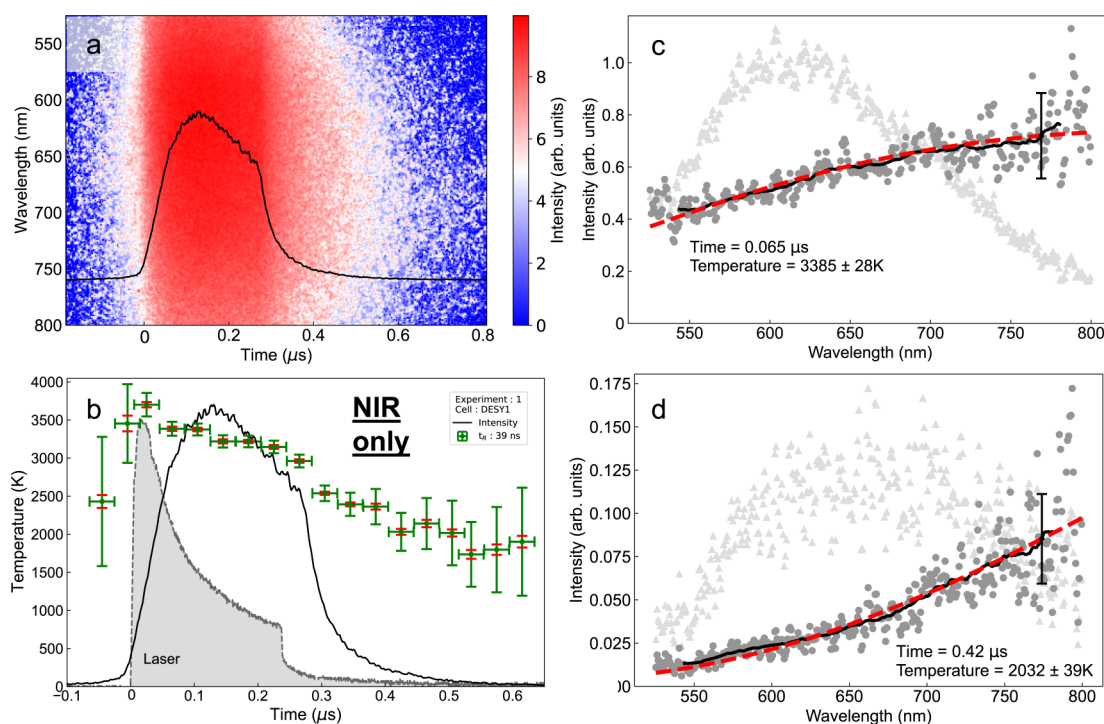 a
Wavelength (nm)
550
600
650
700
750
800
0
0.2
0.4
0.6
0.8
Time (μs)
8
6
4
2
0
Intensity (arb. units)
c
Intensity (arb. units)
1.0
0.8
0.6
0.4
0.2
0
Time = 0.065 μs
Temperature = 3385 ± 28K
550
600
650
700
750
800
Wavelength (nm)
b
Temperature (K)
4000
3500
3000
2500
2000
1500
1000
500
0
NIR
only
Experiment : 1
Cell : DESY1
Intensity
tR : 39 ns
Laser
−0.1
0
0.1
0.2
0.3
0.4
0.5
0.6
Time (μs)
d
Intensity (arb. units)
0.175
0.150
0.125
0.100
0.075
0.050
0.025
0
Time = 0.42 μs
Temperature = 2032 ± 39K
550
600
650
700
750
800
Wavelength (nm)